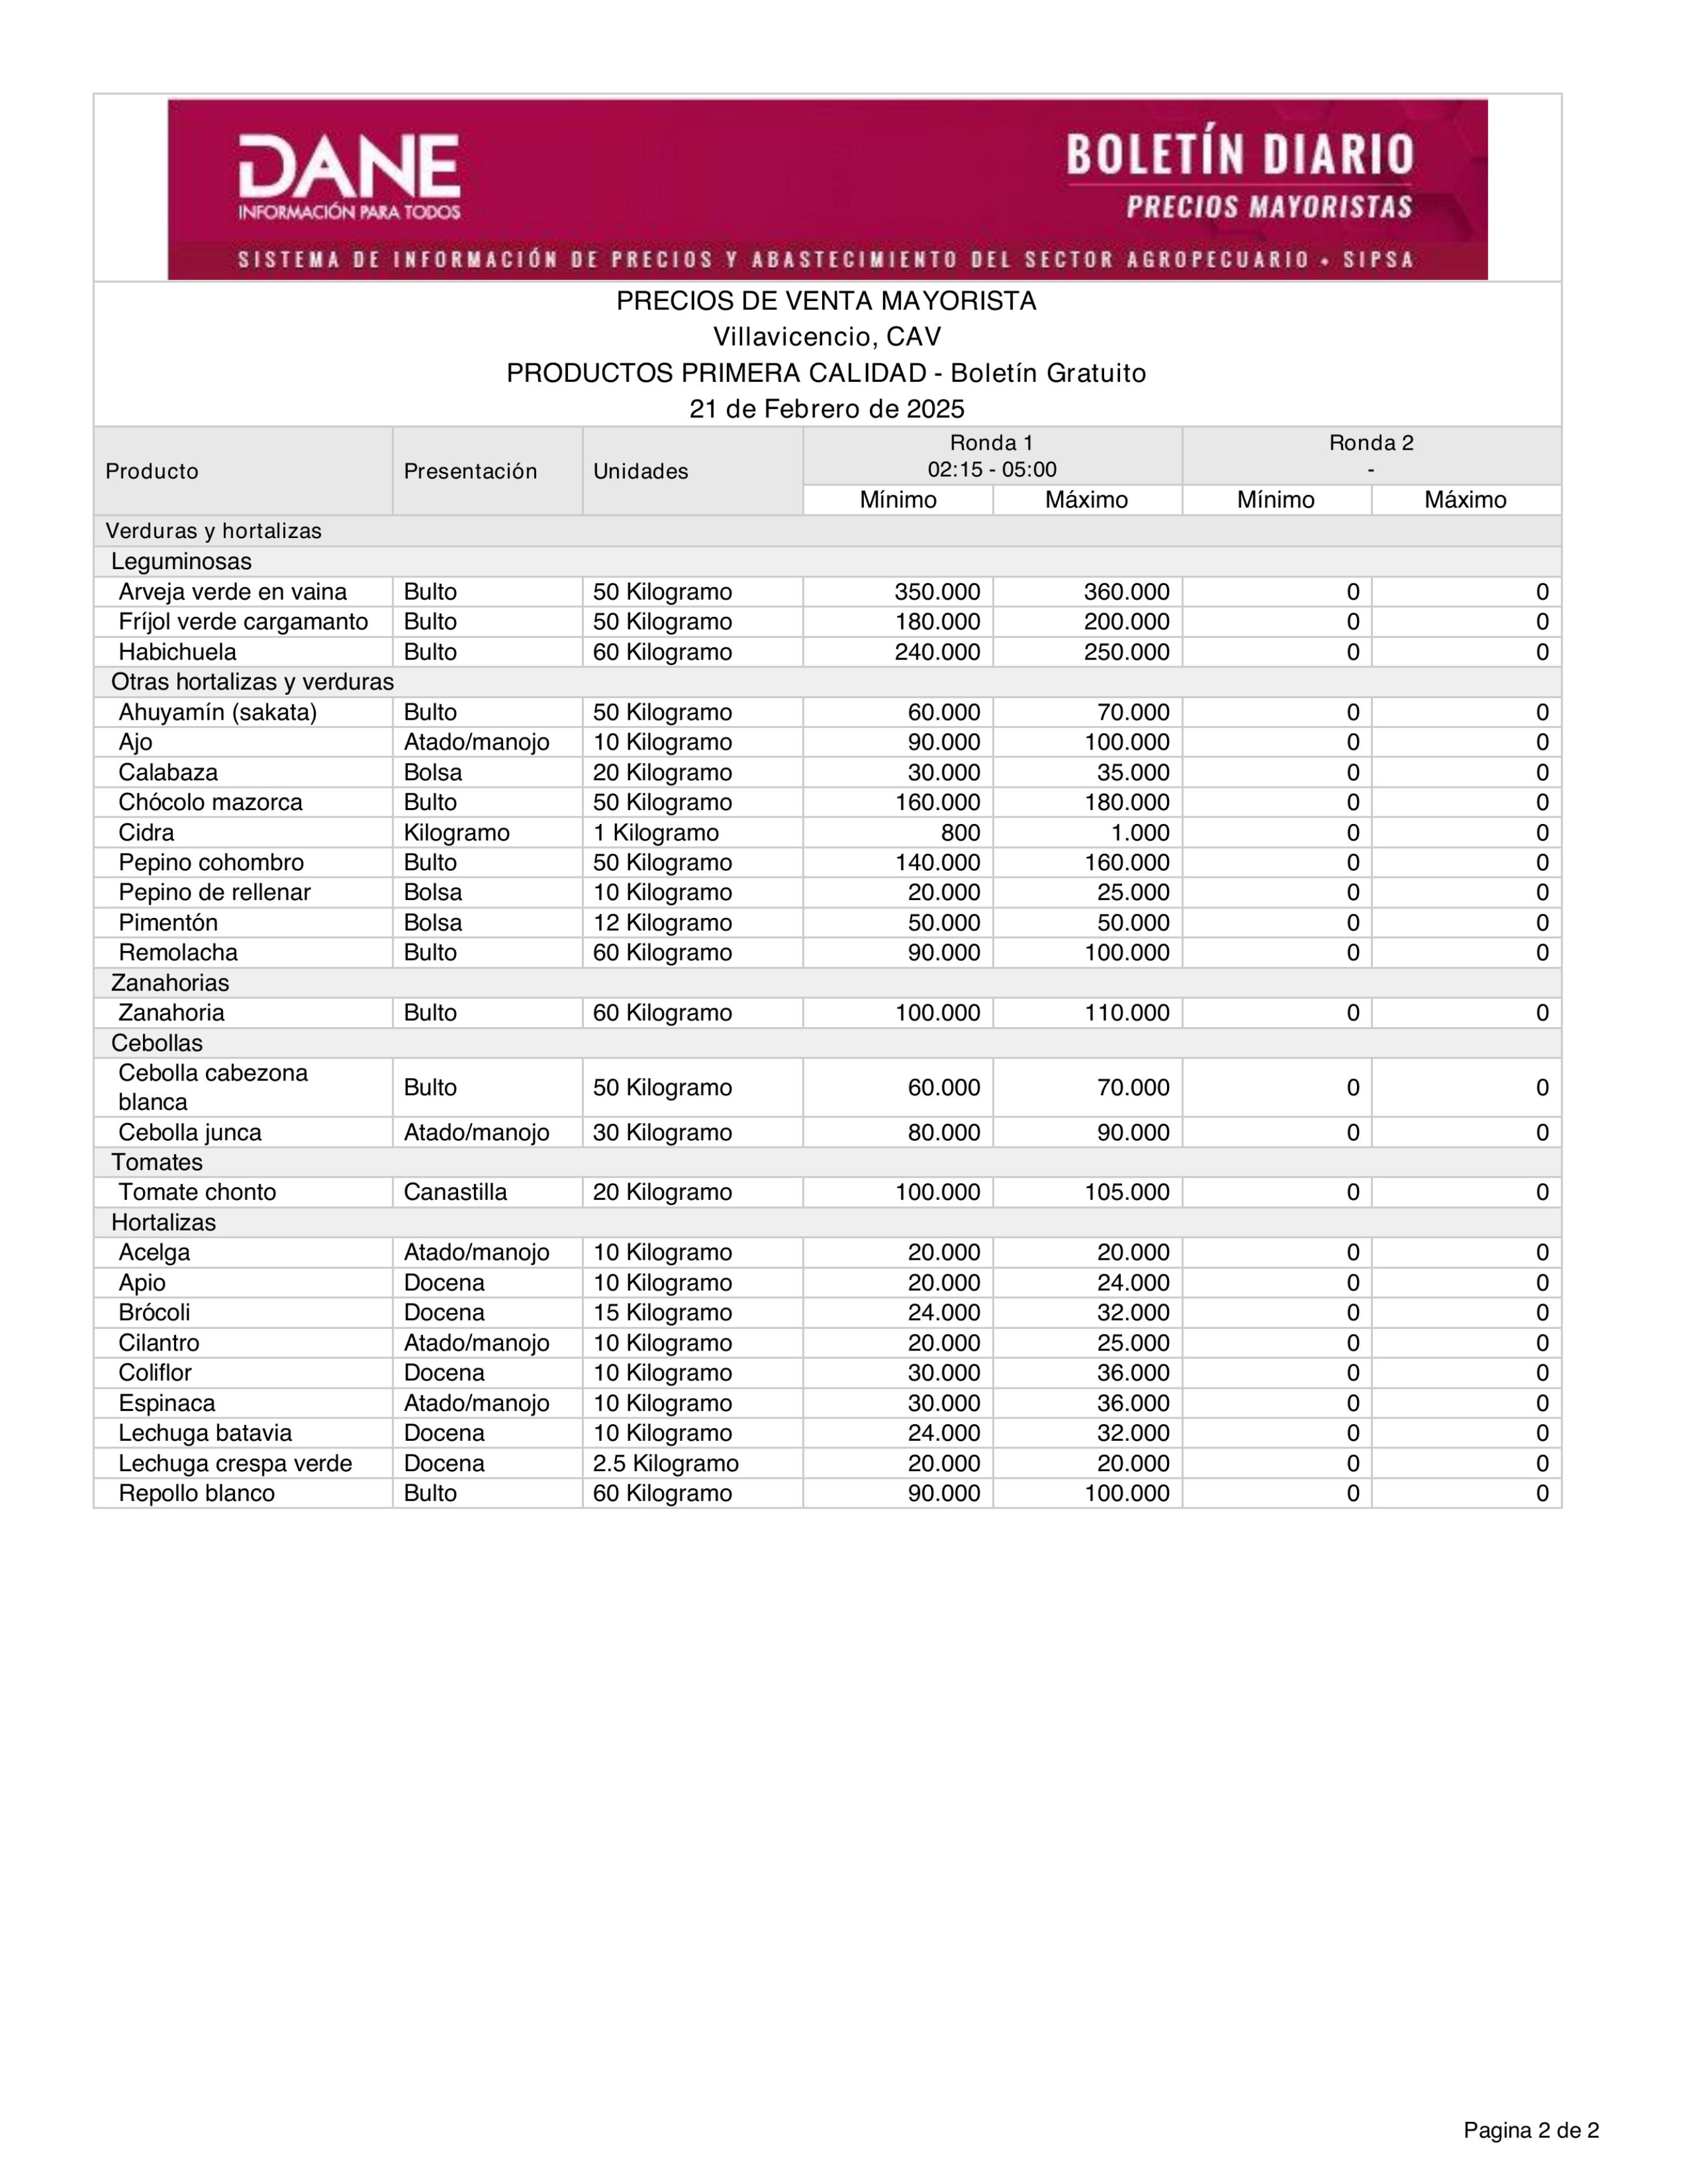 DANE
INFORMACIÓN PARA TODOS
BOLETÍN DIARIO
PRECIOS MAYORISTAS
SISTEMA DE INFORMACIÓN DE PRECIOS Y ABASTECIMIENTO DEL SECTOR AGROPECUARIO • SIPSA
PRECIOS DE VENTA MAYORISTA
Villavicencio, CAV
PRODUCTOS PRIMERA CALIDAD - Boletín Gratuito
21 de Febrero de 2025
Producto Presentación Unidades Ronda 1 Ronda 2
02:15 - 05:00 -
Mínimo Máximo Mínimo Máximo
Verduras y hortalizas
Leguminosas
Arveja verde en vaina Bulto 50 Kilogramo 350.000 360.000 0 0
Fríjol verde cargamanto Bulto 50 Kilogramo 180.000 200.000 0 0
Habichuela Bulto 60 Kilogramo 240.000 250.000 0 0
Otras hortalizas y verduras
Ahuyamín (sakata) Bulto 50 Kilogramo 60.000 70.000 0 0
Ajo Atado/manojo 10 Kilogramo 90.000 100.000 0 0
Calabaza Bolsa 20 Kilogramo 30.000 35.000 0 0
Chócolo mazorca Bulto 50 Kilogramo 160.000 180.000 0 0
Cidra Kilogramo 1 Kilogramo 800 1.000 0 0
Pepino cohombro Bulto 50 Kilogramo 140.000 160.000 0 0
Pepino de rellenar Bolsa 10 Kilogramo 20.000 25.000 0 0
Pimentón Bolsa 12 Kilogramo 50.000 50.000 0 0
Remolacha Bulto 60 Kilogramo 90.000 100.000 0 0
Zanahorias
Zanahoria Bulto 60 Kilogramo 100.000 110.000 0 0
Cebollas
Cebolla cabezona
blanca Bulto 50 Kilogramo 60.000 70.000 0 0
Cebolla junca Atado/manojo 30 Kilogramo 80.000 90.000 0 0
Tomates
Tomate chonto Canastilla 20 Kilogramo 100.000 105.000 0 0
Hortalizas
Acelga Atado/manojo 10 Kilogramo 20.000 20.000 0 0
Apio Docena 10 Kilogramo 20.000 24.000 0 0
Brócoli Docena 15 Kilogramo 24.000 32.000 0 0
Cilantro Atado/manojo 10 Kilogramo 20.000 25.000 0 0
Coliflor Docena 10 Kilogramo 30.000 36.000 0 0
Espinaca Atado/manojo 10 Kilogramo 30.000 36.000 0 0
Lechuga batavia Docena 10 Kilogramo 24.000 32.000 0 0
Lechuga crespa verde Docena 2.5 Kilogramo 20.000 20.000 0 0
Repollo blanco Bulto 60 Kilogramo 90.000 100.000 0 0
Pagina 2 de 2